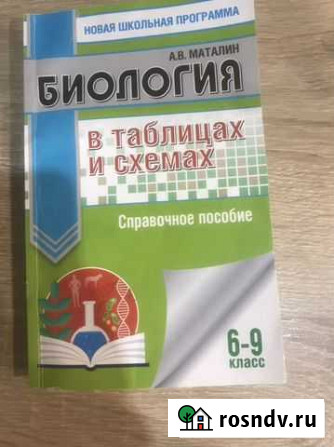 НОВАЯ ШКОЛЬНАЯ ПРОГРАММА
А.В. МАТАЛИН
БИОЛОГИЯ
В ТАБЛИЦАХ
И СХЕМАХ
Справочное пособие
6-9
КЛАСС
rosndv.ru